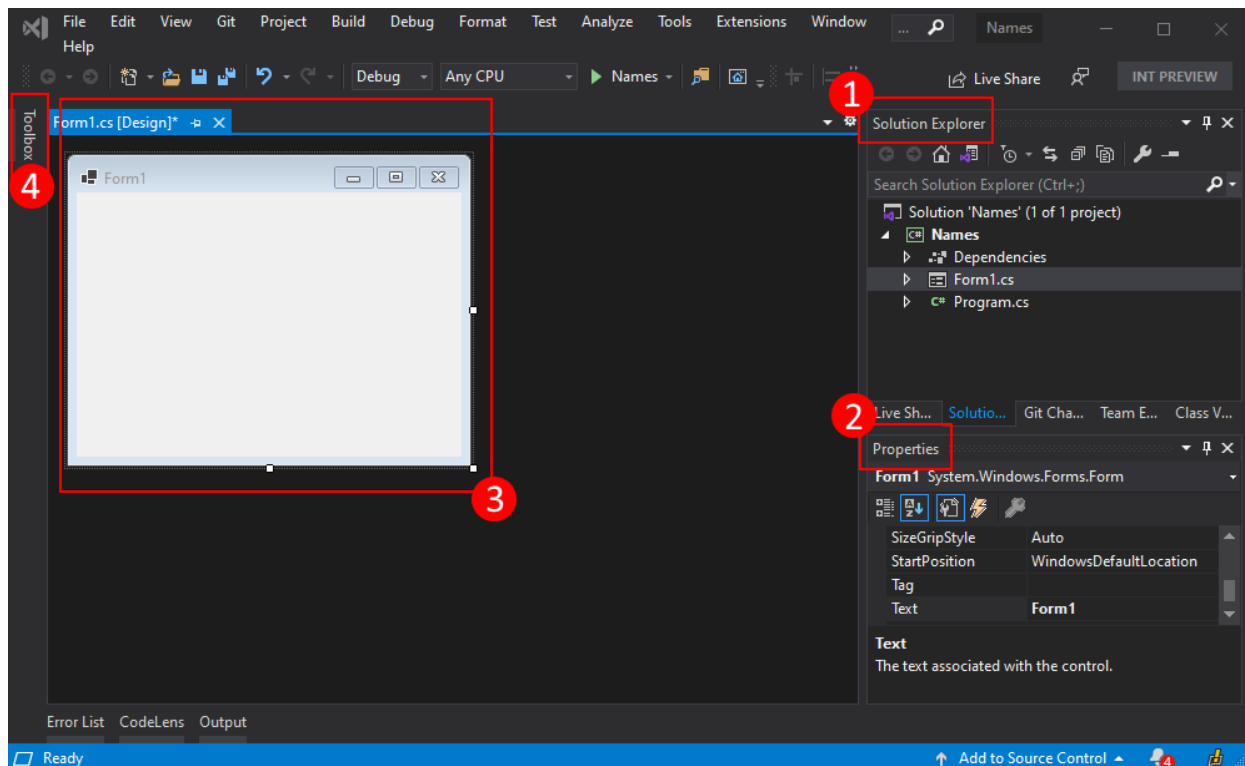 File Edit View Git Project Build Debug Format Test Analyze Tools Extensions Window ... Names
Help
Debug Any CPU Names Live Share INT PREVIEW
1
Toolbox
Form1.cs [Design]*
Solution Explorer
4
Form1
Search Solution Explorer (Ctrl+;)
Solution 'Names' (1 of 1 project)
C# Names
Dependencies
Form1.cs
C# Program.cs
2
Live Sh... Solutio... Git Cha... Team E... Class V...
Properties
Form1 System.Windows.Forms.Form
3
SizeGripStyle Auto
StartPosition WindowsDefaultLocation
Tag
Text Form1
Text
The text associated with the control.
Error List CodeLens Output
Ready Add to Source Control 4